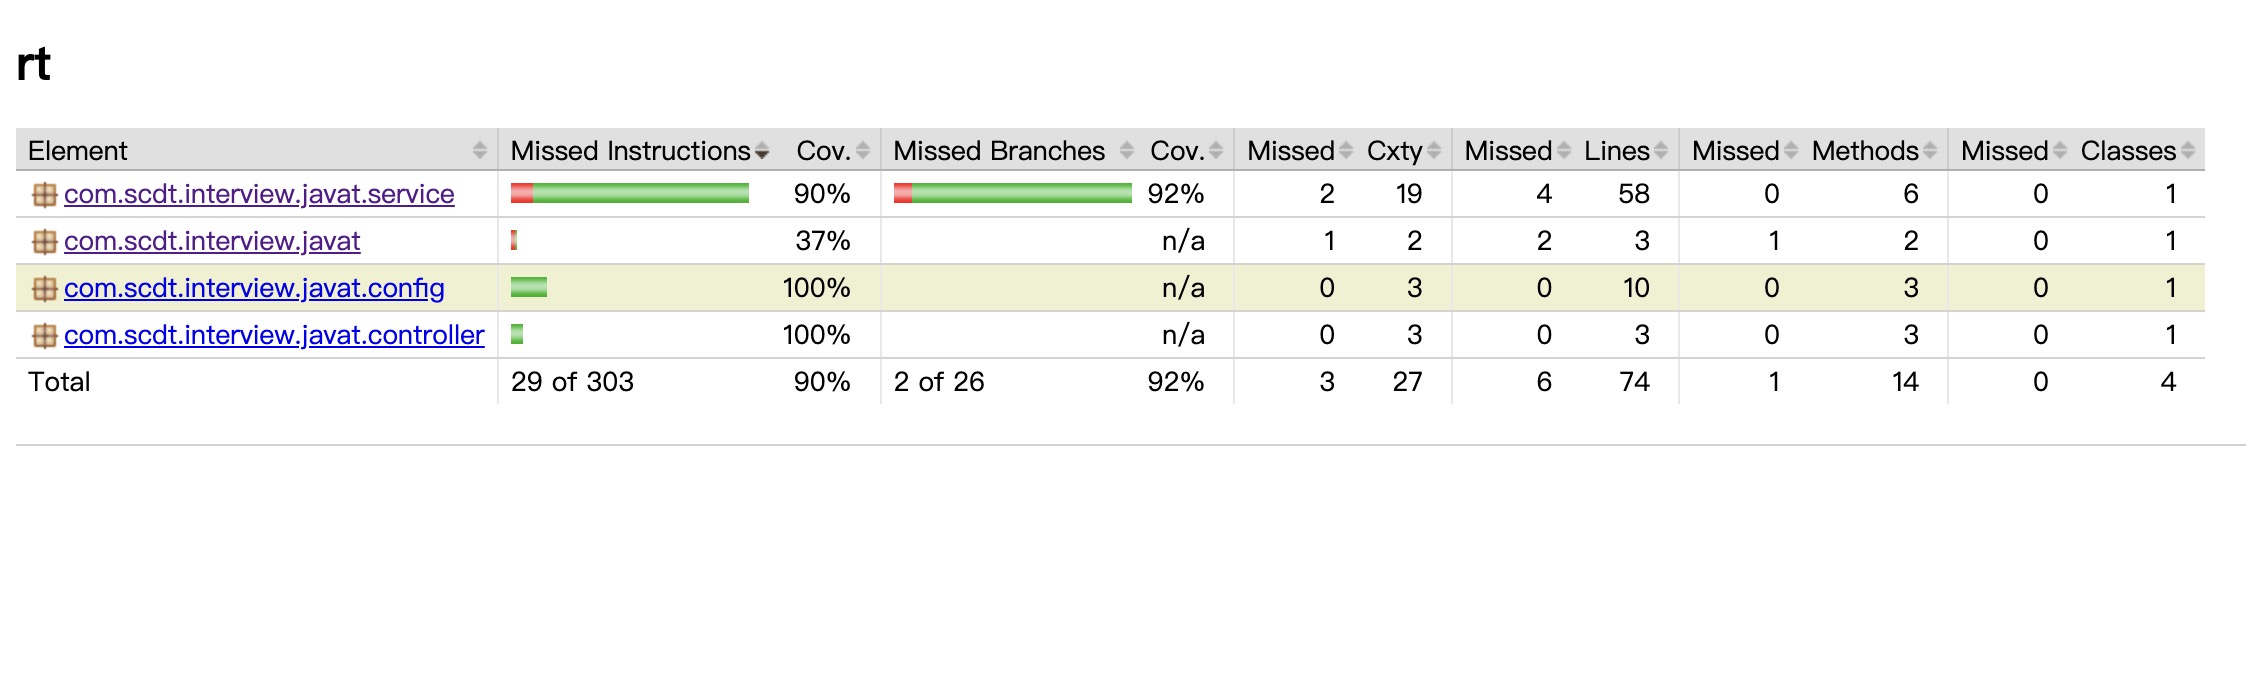 rt
Element Missed Instructions Cov. Missed Branches Cov. Missed Cxty Missed Lines Missed Methods Missed Classes
com.scdt.interview.javat.service 90% 92% 2 19 4 58 0 6 0 1
com.scdt.interview.javat 37% n/a 1 2 2 3 1 2 0 1
com.scdt.interview.javat.config 100% n/a 0 3 0 10 0 3 0 1
com.scdt.interview.javat.controller 100% n/a 0 3 0 3 0 3 0 1
Total 29 of 303 90% 2 of 26 92% 3 27 6 74 1 14 0 4